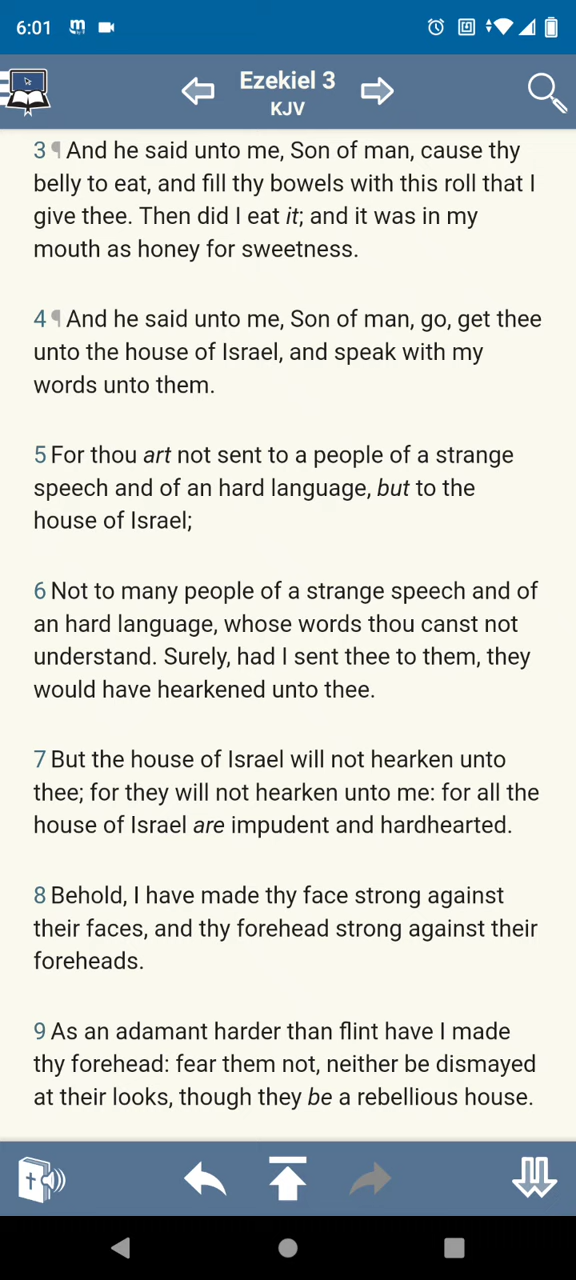 6:01
Ezekiel 3
KJV
3 ¶ And he said unto me, Son of man, cause thy
belly to eat, and fill thy bowels with this roll that I
give thee. Then did I eat it; and it was in my
mouth as honey for sweetness.
4 ¶ And he said unto me, Son of man, go, get thee
unto the house of Israel, and speak with my
words unto them.
5 For thou art not sent to a people of a strange
speech and of an hard language, but to the
house of Israel;
6 Not to many people of a strange speech and of
an hard language, whose words thou canst not
understand. Surely, had I sent thee to them, they
would have hearkened unto thee.
7 But the house of Israel will not hearken unto
thee; for they will not hearken unto me: for all the
house of Israel are impudent and hardhearted.
8 Behold, I have made thy face strong against
their faces, and thy forehead strong against their
foreheads.
9 As an adamant harder than flint have I made
thy forehead: fear them not, neither be dismayed
at their looks, though they be a rebellious house.